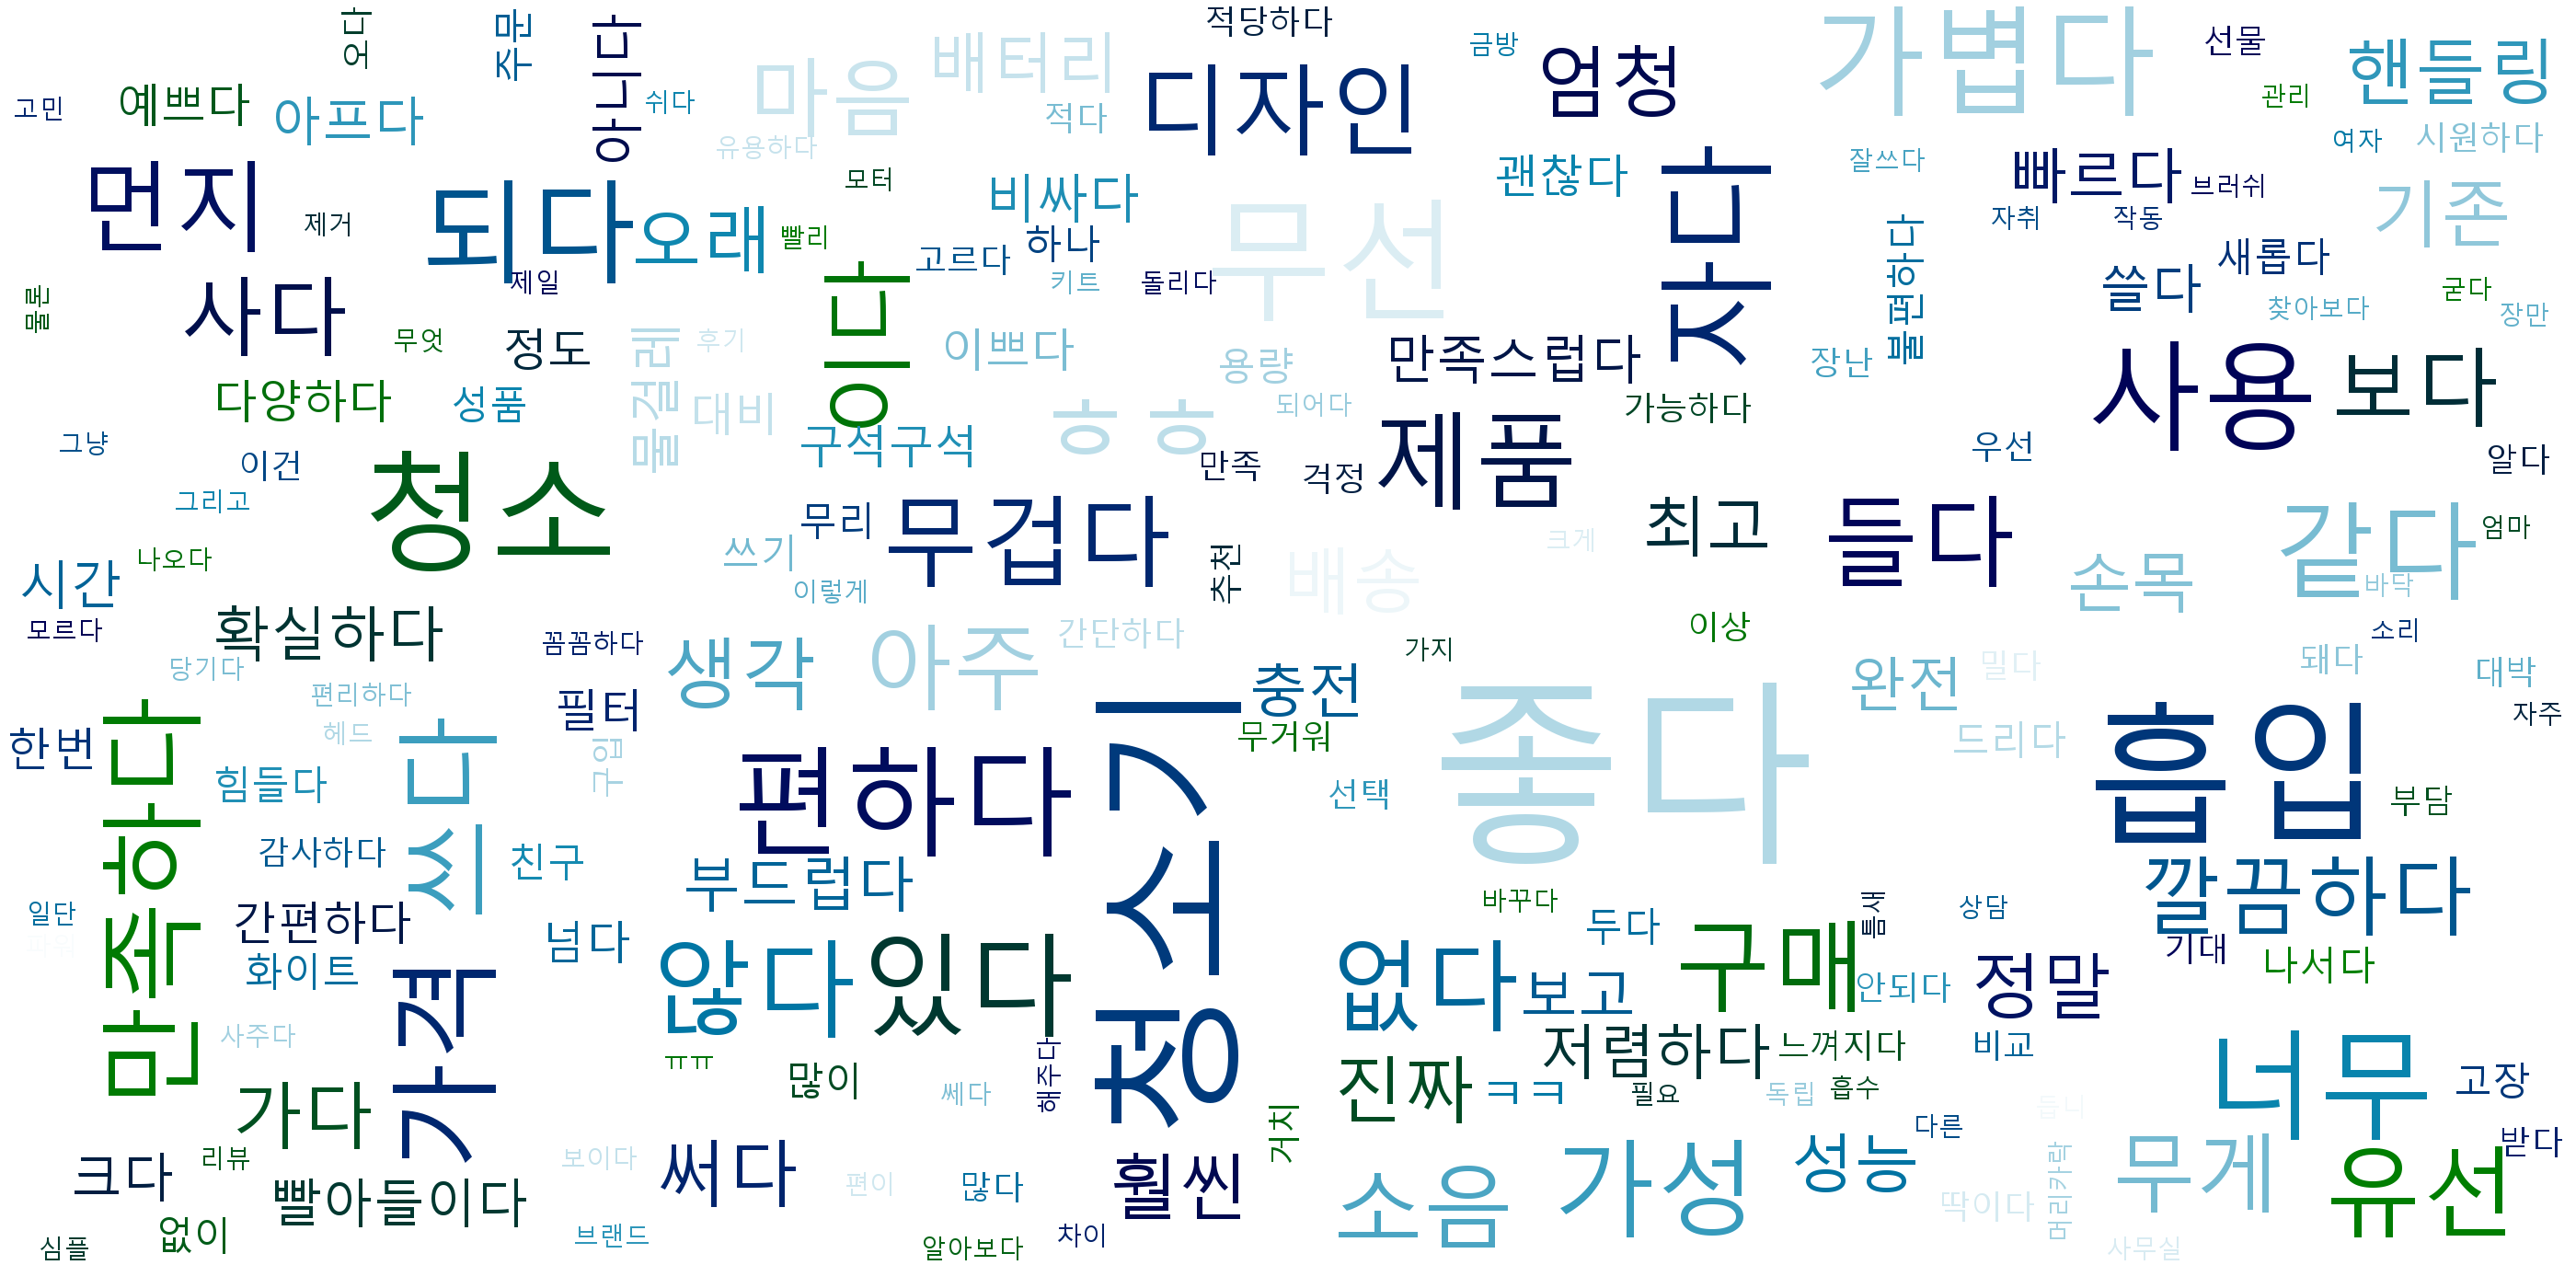 오다
주문
아니다
적당하다
금방
가볍다
선물
핸들링
고민
예쁘다
아프다
쉬다
마음
배터리
적다
디자인
엄청
관리
여자
시원하다
유용하다
먼지
제거
되다
오래
빨리
모터
비싸다
하나
고르다
키트
돌리다
무선
괜찮다
자다
잘쓰다
빠르다
브러쉬
자취
작동
기존
새롭다
쓸다
불편하다
찾아보다
굳다
장만
물론
사다
제일
무엇
정도
물걸레
후기
이다
이쁘다
용량
만족스럽다
장난
사용
보다
다양하다
성품
대비
구석구석
ㅎㅎ
되어다
가능하다
제품
그냥
이건
그리고
청소
만족
걱정
우선
알다
무리
무겁다
최고
들다
같다
엄마
나오다
시간
쓰기
이렇게
추천
배송
크게
손목
바닥
모르다
확실하다
꼼꼼하다
생각
아주
간단하다
가지
이상
소리
당기다
편리하다
필터
충전
완전
밀다
돼다
대박
한번
헤드
구입
무거워
좋다
드리다
자주
만족하다
힘들다
쓰다
편하다
청소기
선택
흡입
부담
감사하다
친구
부드럽다
바꾸다
깔끔하다
일단
간편하다
넘다
두다
틈새
상담
화이트
가격
않다
있다
없다
보고
구매
안되다
정말
기대
나서다
사주다
ㅠㅠ
많이
쎄다
해주다
저렴하다
느껴지다
비교
너무
고장
가다
진짜
ㅋㅋ
필요
독립
흡수
다른
들니
받다
리뷰
크다
빨아들이다
보이다
써다
편이
많다
훨씬
거치
소음
가성
성능
딱이다
머리카락
무게
유선
심플
없이
브랜드
알아보다
차이
사무실